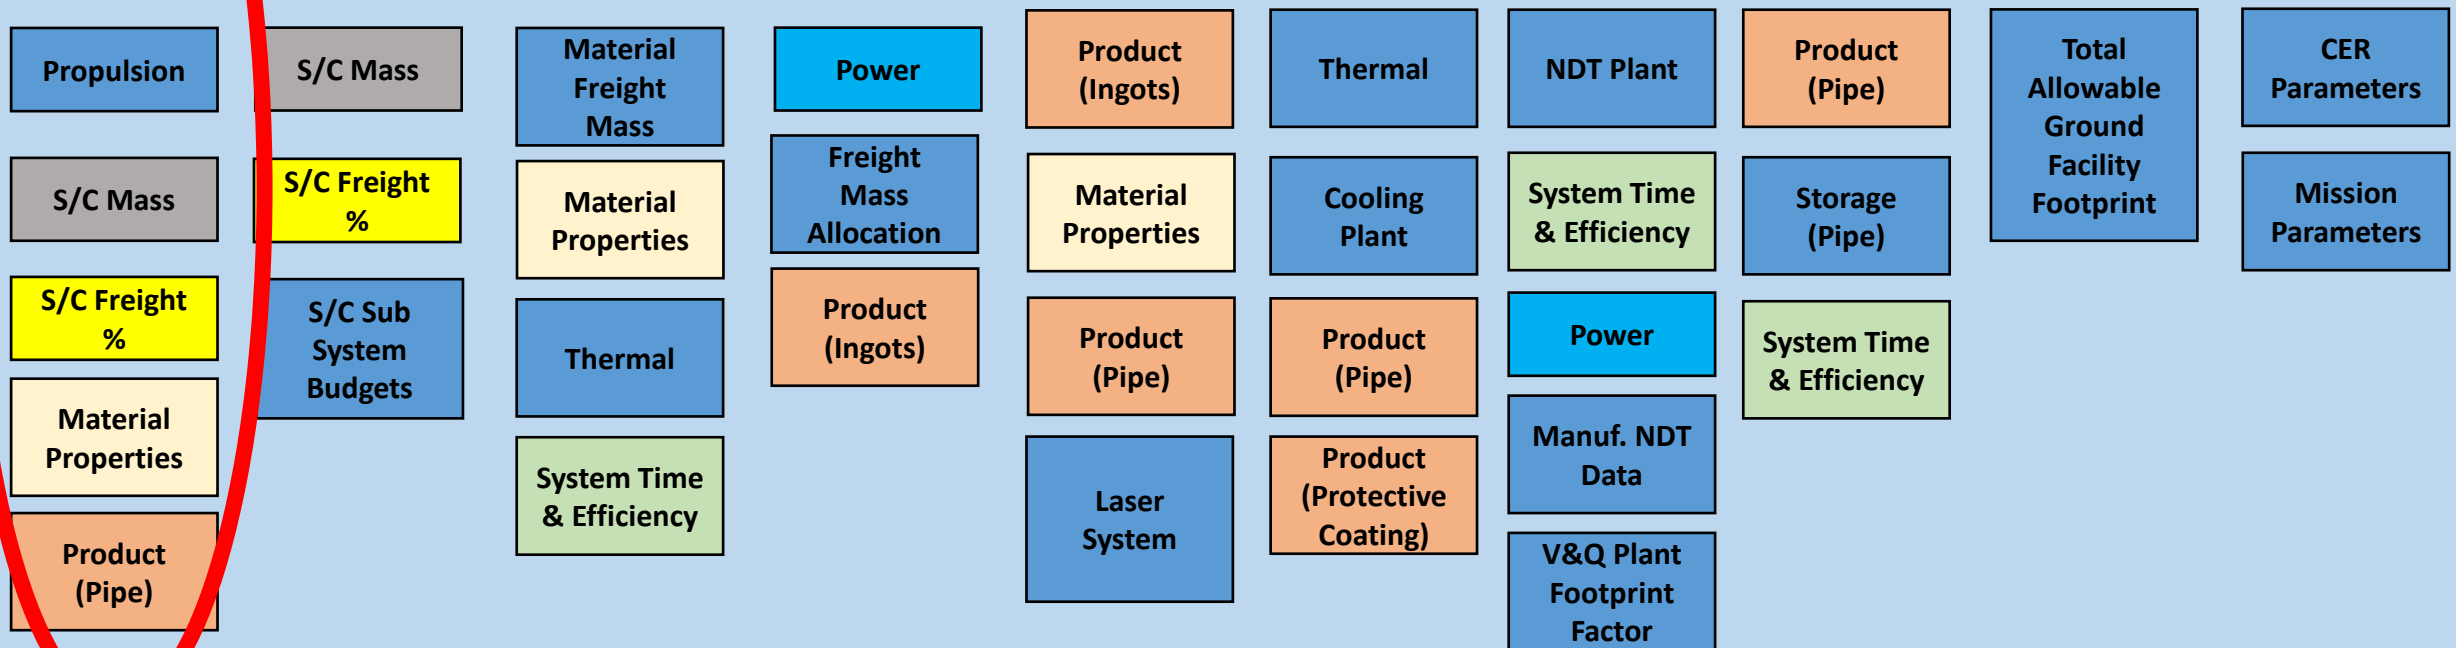 Propulsion
S/C Mass
S/C Freight
%
Material
Properties
Product
(Pipe)
S/C Mass
S/C Freight
%
S/C Sub
System
Budgets
Material
Freight
Mass
Material
Properties
Thermal
System Time
& Efficiency
Power
Freight
Mass
Allocation
Product
(Ingots)
Product
(Ingots)
Material
Properties
Product
(Pipe)
Laser
System
Thermal
Cooling
Plant
Product
(Pipe)
Product
(Protective
Coating)
NDT Plant
System Time
& Efficiency
Power
Manuf. NDT
Data
V&Q Plant
Footprint
Factor
Product
(Pipe)
Storage
(Pipe)
System Time
& Efficiency
Total
Allowable
Ground
Facility
Footprint
CER
Parameters
Mission
Parameters